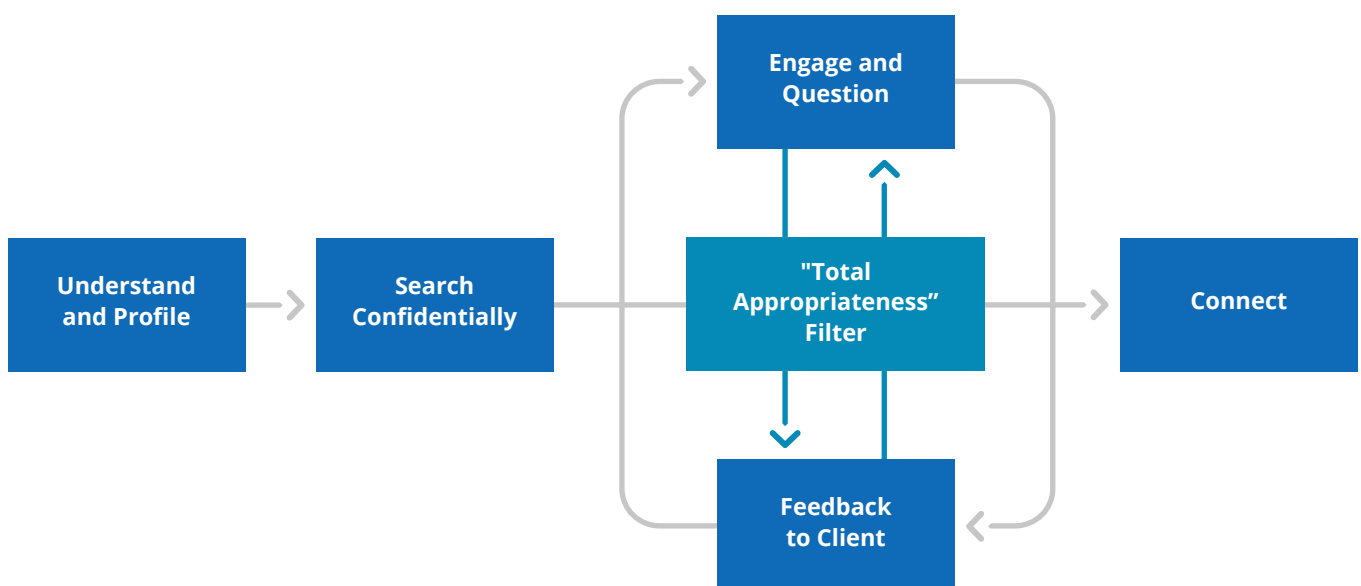 Engage and
Question
Understand
and Profile
Search
Confidentially
"Total
Appropriateness”
Filter
Connect
Feedback
to Client